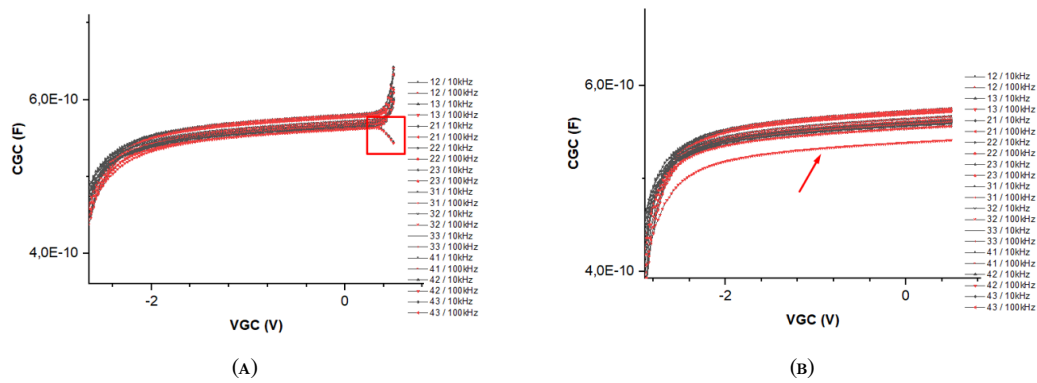 CGC (F)
6,0E-10
4,0E-10
-2
0
VGC (V)
12 / 10kHz
12 / 100kHz
13 / 10kHz
13 / 100kHz
21 / 10kHz
21 / 100kHz
22 / 10kHz
22 / 100kHz
23 / 10kHz
23 / 100kHz
31 / 10kHz
31 / 100kHz
32 / 10kHz
32 / 100kHz
33 / 10kHz
33 / 100kHz
41 / 10kHz
41 / 100kHz
42 / 10kHz
42 / 100kHz
43 / 10kHz
43 / 100kHz
(A)
CGC (F)
6,0E-10
4,0E-10
-2
0
VGC (V)
12 / 10kHz
12 / 100kHz
13 / 10kHz
13 / 100kHz
21 / 10kHz
21 / 100kHz
22 / 10kHz
22 / 100kHz
23 / 10kHz
23 / 100kHz
31 / 10kHz
31 / 100kHz
32 / 10kHz
32 / 100kHz
33 / 10kHz
33 / 100kHz
41 / 10kHz
41 / 100kHz
42 / 10kHz
42 / 100kHz
43 / 10kHz
43 / 100kHz
(B)